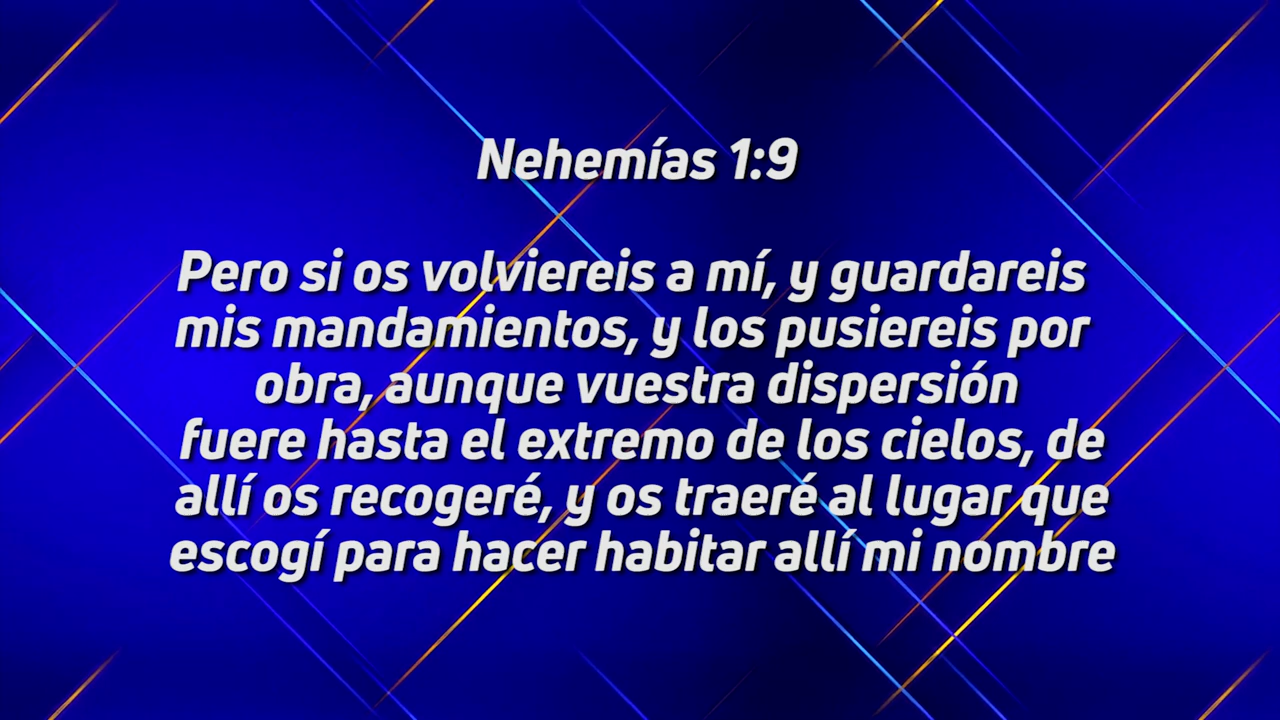 Nehemías 1:9
Pero si os volviereis a mí, y guardareis
mis mandamientos, y los pusiereis por
obra, aunque vuestra dispersión
fuere hasta el extremo de los cielos, de
allí os recogeré, y os traeré al lugar que
escogí para hacer habitar allí mi nombre